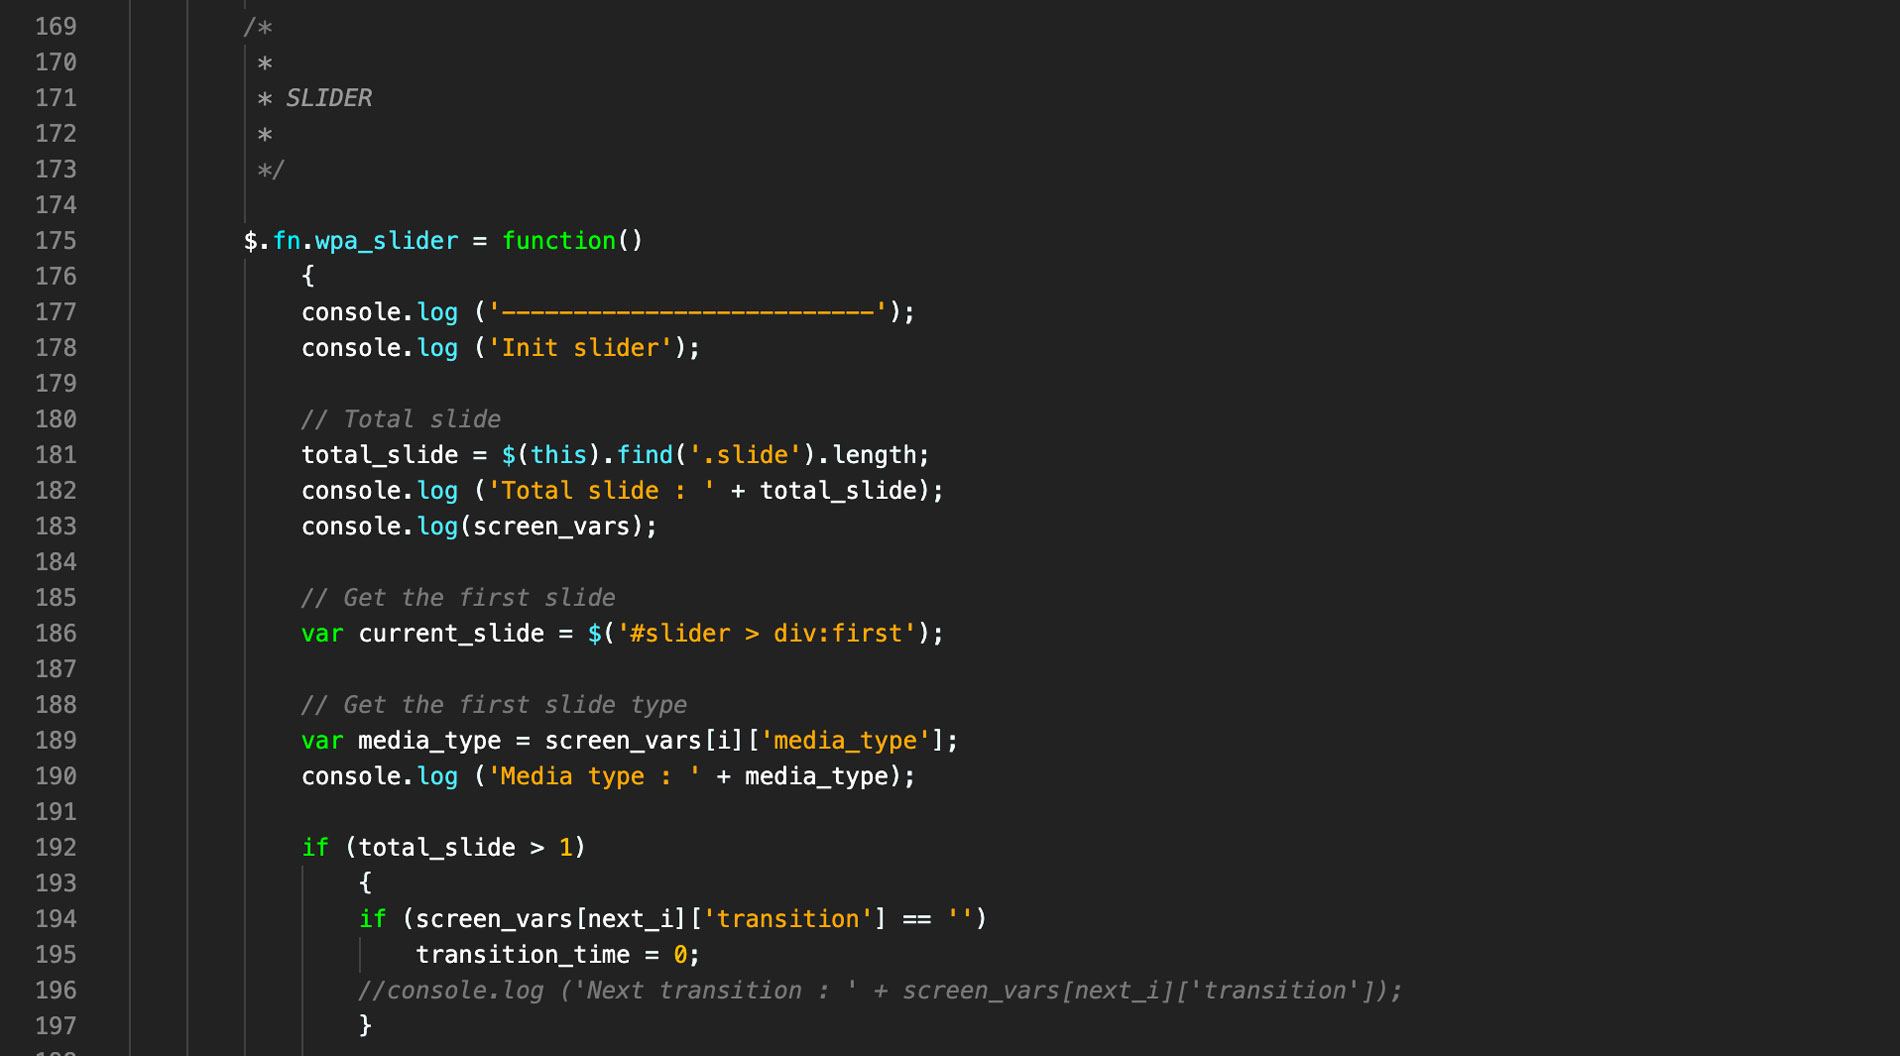 169 /*
170 *
171 * SLIDER
172 *
173 */
174
175 $.fn.wpa_slider = function()
176 {
177 console.log ('--------------------------');
178 console.log ('Init slider');
179
180 // Total slide
181 total_slide = $(this).find('.slide').length;
182 console.log ('Total slide : ' + total_slide);
183 console.log(screen_vars);
184
185 // Get the first slide
186 var current_slide = $('#slider > div:first');
187
188 // Get the first slide type
189 var media_type = screen_vars[i]['media_type'];
190 console.log ('Media type : ' + media_type);
191
192 if (total_slide > 1)
193 {
194 if (screen_vars[next_i]['transition'] == '')
195 transition_time = 0;
196 //console.log ('Next transition : ' + screen_vars[next_i]['transition']);
197 }